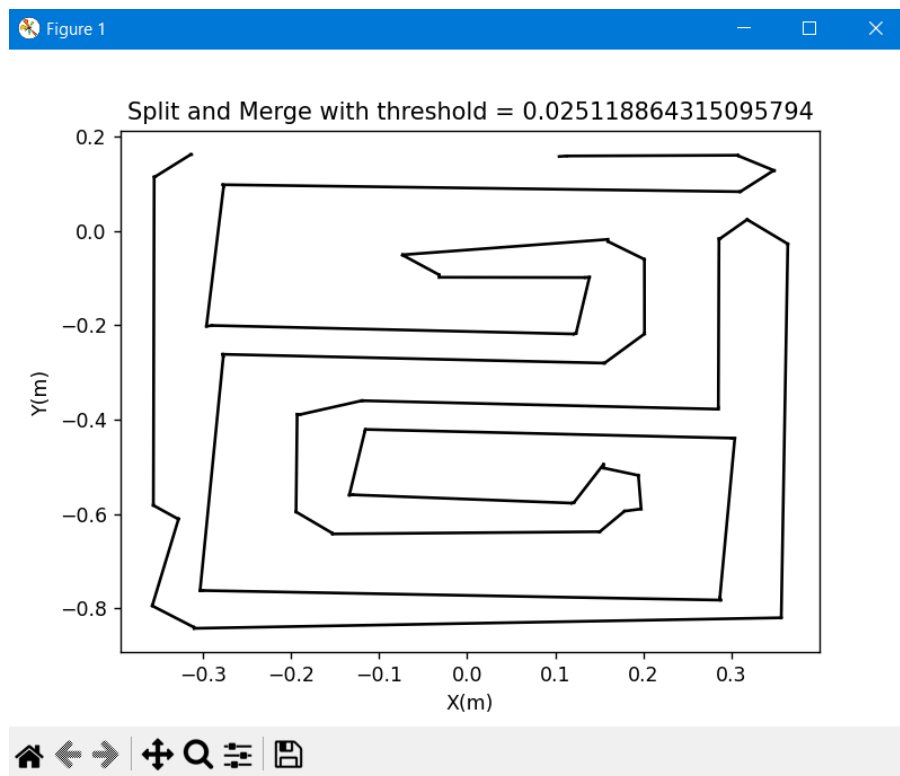 Figure 1
Split and Merge with threshold = 0.025118864315095794
0.2
0.0
−0.2
−0.4
−0.6
−0.8
Y(m)
−0.3 −0.2 −0.1 0.0 0.1 0.2 0.3
X(m)